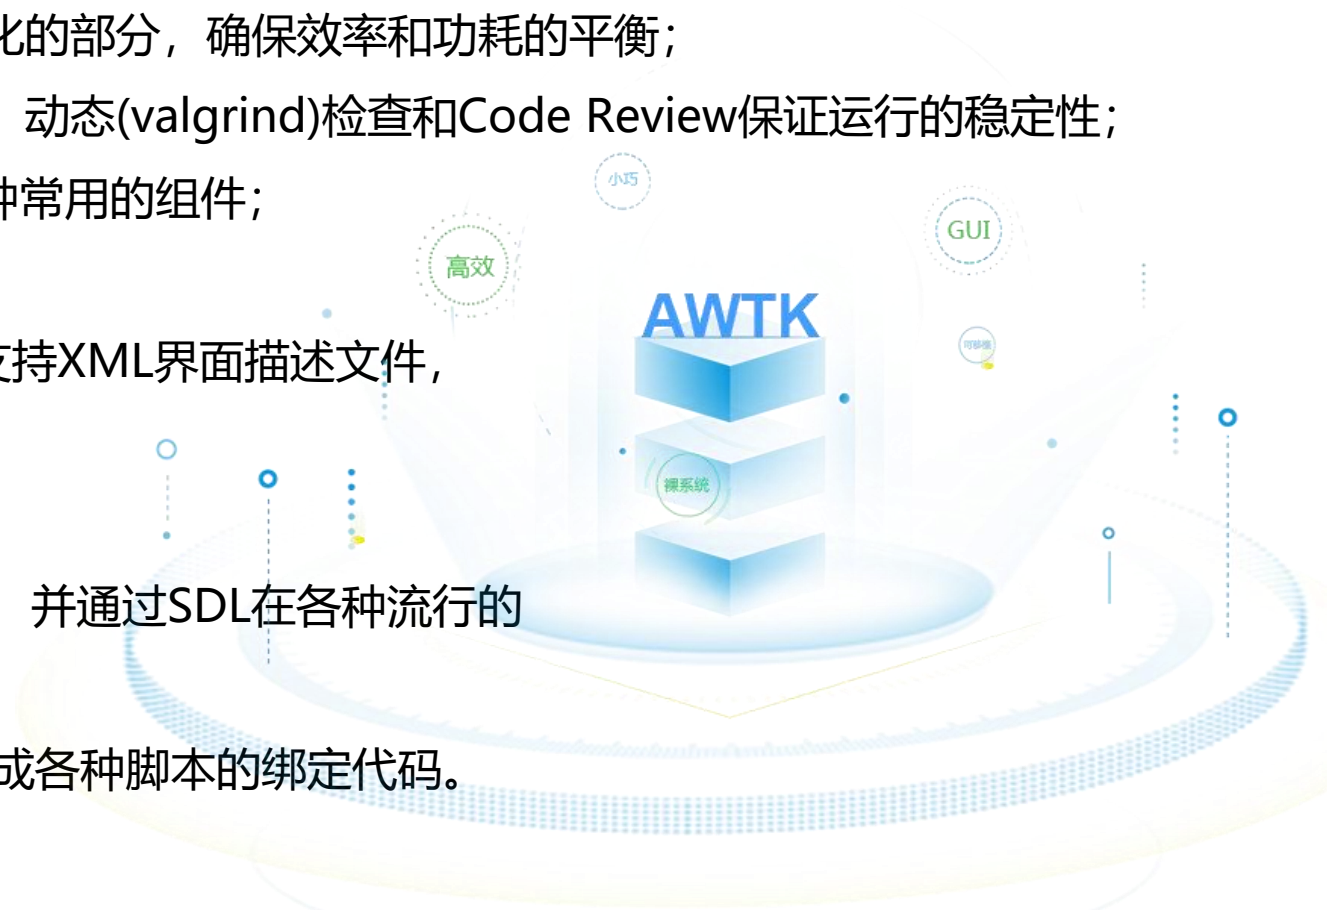 的部分，确保效率和功耗的平衡；
动态(valgrind)检查和Code Review保证运行的稳定性；
小巧
种常用的组件；
GUI
高效
AWTK
支持XML界面描述文件，
裸系统
并通过SDL在各种流行的
成各种脚本的绑定代码。